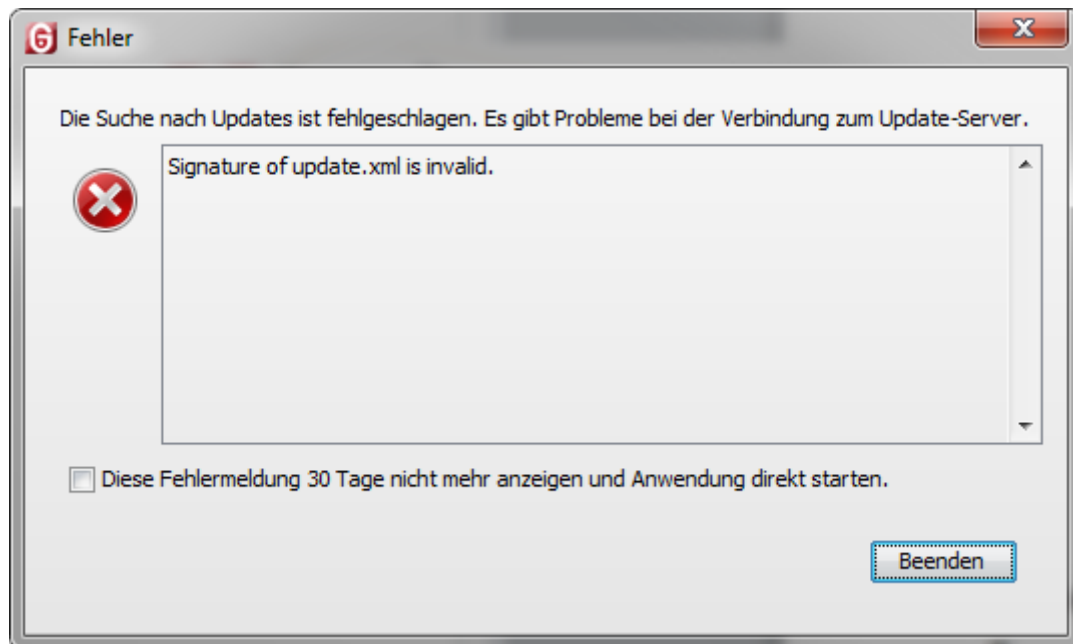 Fehler
Die Suche nach Updates ist fehlgeschlagen. Es gibt Probleme bei der Verbindung zum Update-Server.
Signature of update.xml is invalid.
Diese Fehlermeldung 30 Tage nicht mehr anzeigen und Anwendung direkt starten.
Beenden